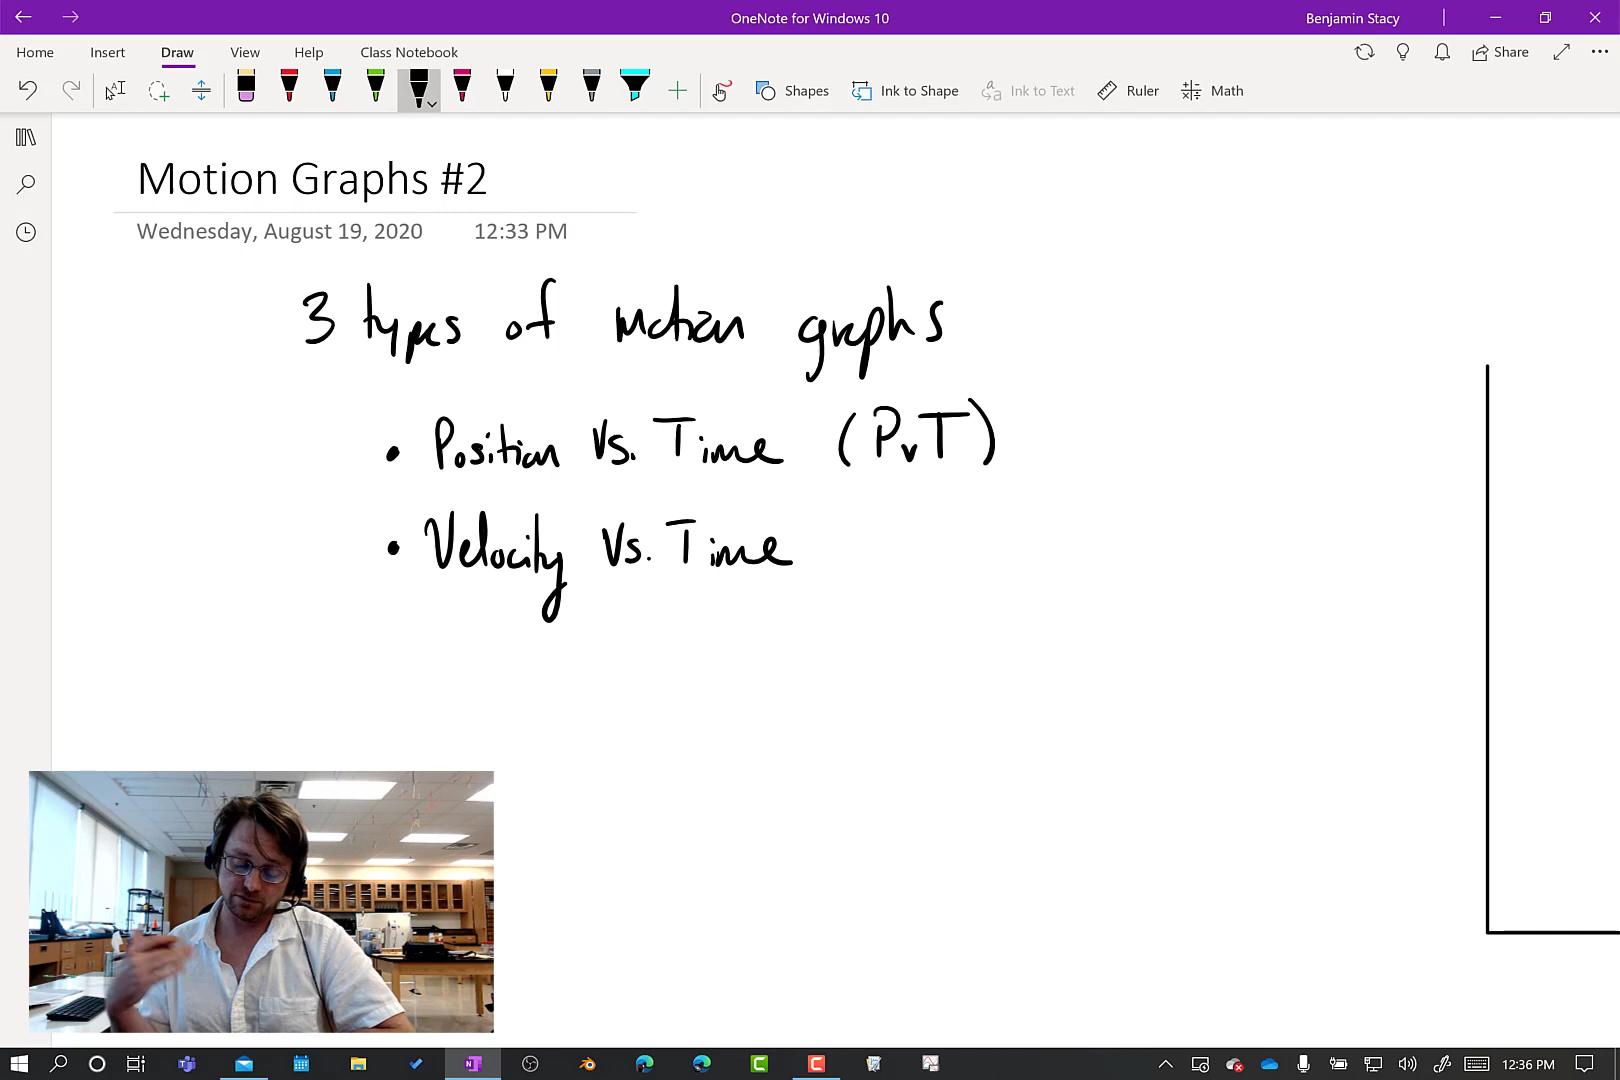 OneNote for Windows 10
Benjamin Stacy
Home Insert Draw View Help Class Notebook
Share
Shapes Ink to Shape Ink to Text Ruler Math
Motion Graphs #2
Wednesday, August 19, 2020 12:33 PM
3 types of motion graphs
• Position Vs. Time (PvT)
• Velocity Vs. Time
12:36 PM